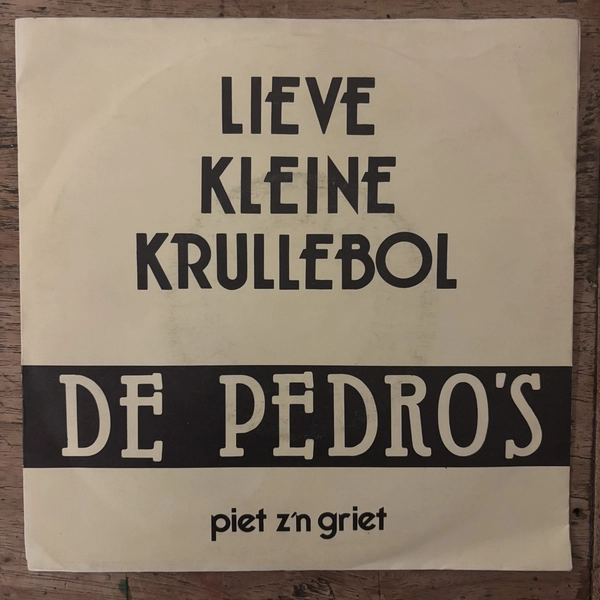 LIEVE
KLEINE
KRULLEBOL
DE PEDRO'S
piet z'n griet